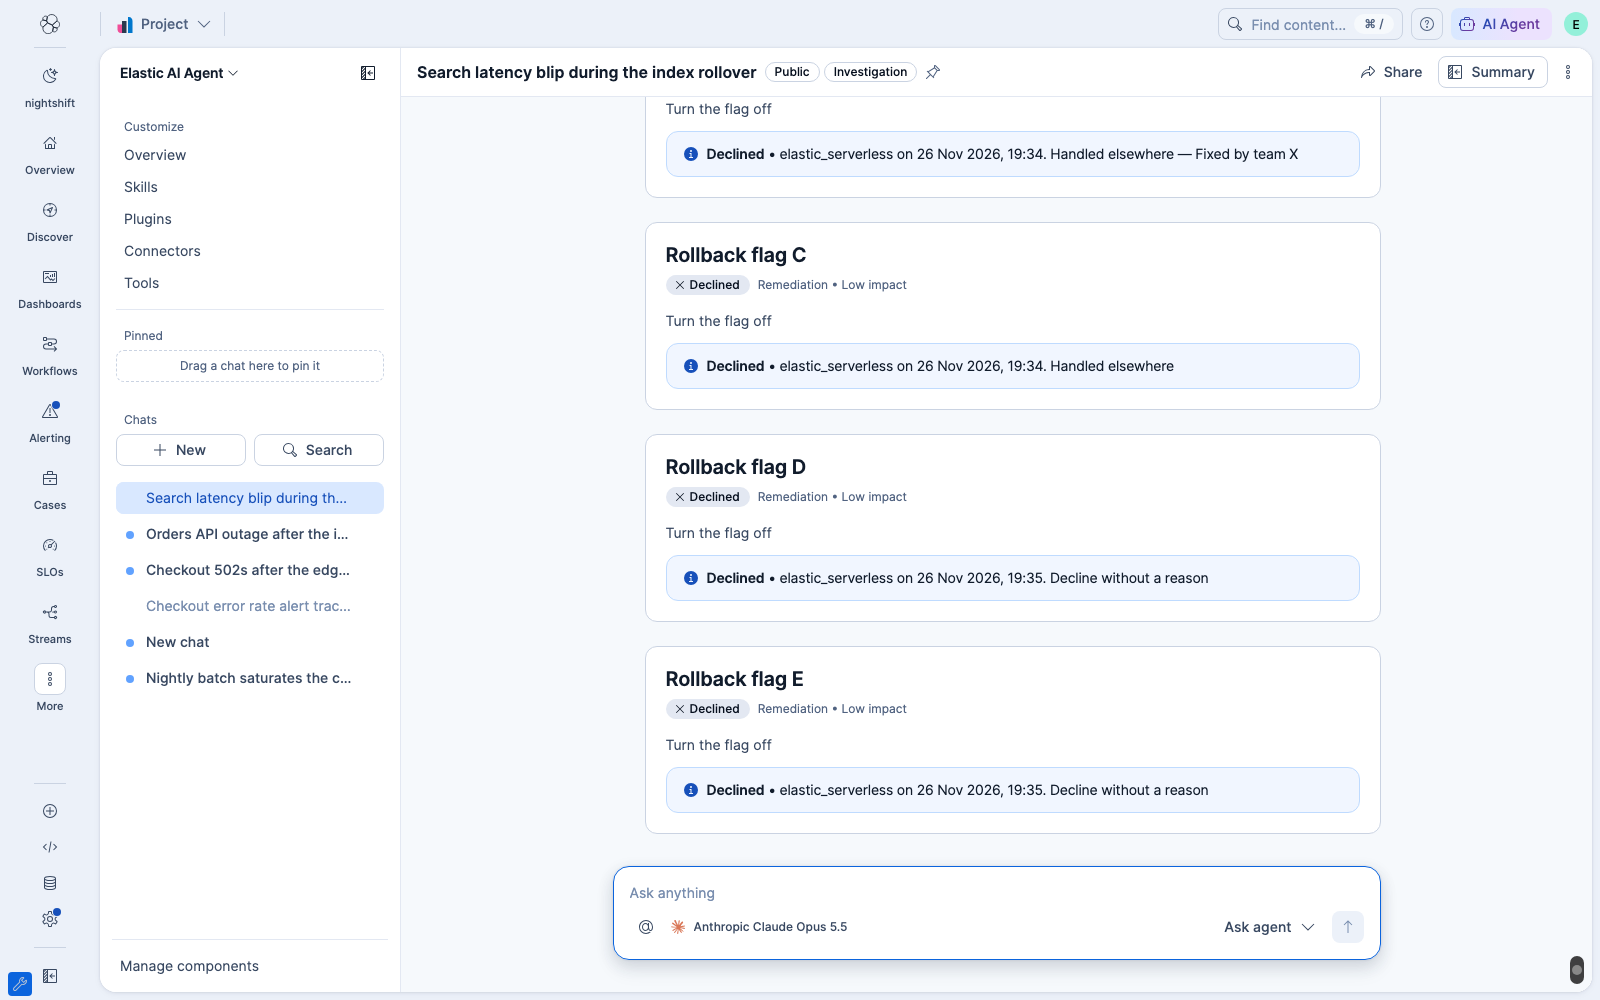 Project
Find content...
⌘ /
AI Agent
E
nightshift
Overview
Discover
Dashboards
Workflows
Alerting
Cases
SLOs
Streams
More
Elastic AI Agent
Customize
Overview
Skills
Plugins
Connectors
Tools
Pinned
Drag a chat here to pin it
Chats
New
Search
Search latency blip during th...
Orders API outage after the i...
Checkout 502s after the edg...
Checkout error rate alert trac...
New chat
Nightly batch saturates the c...
Manage components
Search latency blip during the index rollover
Public
Investigation
Share
Summary
Turn the flag off
Declined • elastic_serverless on 26 Nov 2026, 19:34. Handled elsewhere — Fixed by team X
Rollback flag C
Declined
Remediation • Low impact
Turn the flag off
Declined • elastic_serverless on 26 Nov 2026, 19:34. Handled elsewhere
Rollback flag D
Declined
Remediation • Low impact
Turn the flag off
Declined • elastic_serverless on 26 Nov 2026, 19:35. Decline without a reason
Rollback flag E
Declined
Remediation • Low impact
Turn the flag off
Declined • elastic_serverless on 26 Nov 2026, 19:35. Decline without a reason
Ask anything
Anthropic Claude Opus 5.5
Ask agent